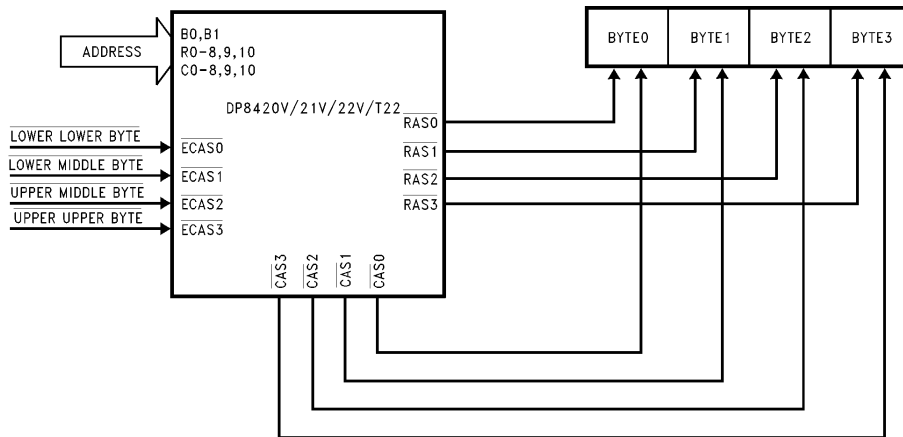 ADDRESS
B0,B1
R0-8,9,10
C0-8,9,10
DP8420V/21V/22V/T22
LOWER LOWER BYTE
LOWER MIDDLE BYTE
UPPER MIDDLE BYTE
UPPER UPPER BYTE
ECAS0
ECAS1
ECAS2
ECAS3
RAS0
RAS1
RAS2
RAS3
CAS3
CAS2
CAS1
CAS0
BYTE0
BYTE1
BYTE2
BYTE3